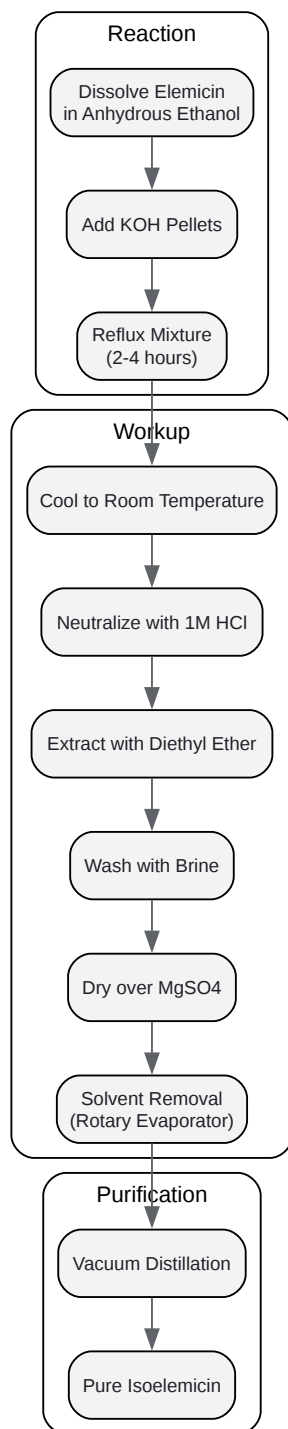 Reaction
Dissolve Elemicin
in Anhydrous Ethanol
Add KOH Pellets
Reflux Mixture
(2-4 hours)
Workup
Cool to Room Temperature
Neutralize with 1M HCl
Extract with Diethyl Ether
Wash with Brine
Dry over MgSO4
Solvent Removal
(Rotary Evaporator)
Purification
Vacuum Distillation
Pure Isoelemicin